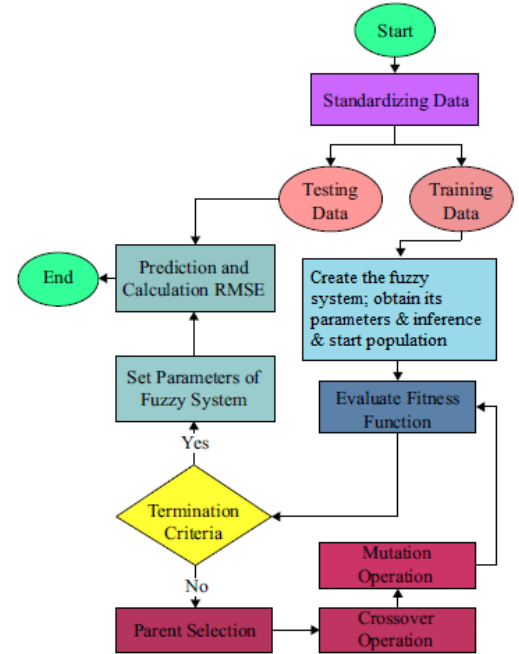 Start
Standardizing Data
Testing
Data
Training
Data
End
Prediction and
Calculation RMSE
Create the fuzzy
system; obtain its
parameters & inference
& start population
Set Parameters of
Fuzzy System
Evaluate Fitness
Function
Yes
Termination
Criteria
No
Mutation
Operation
Parent Selection
Crossover
Operation